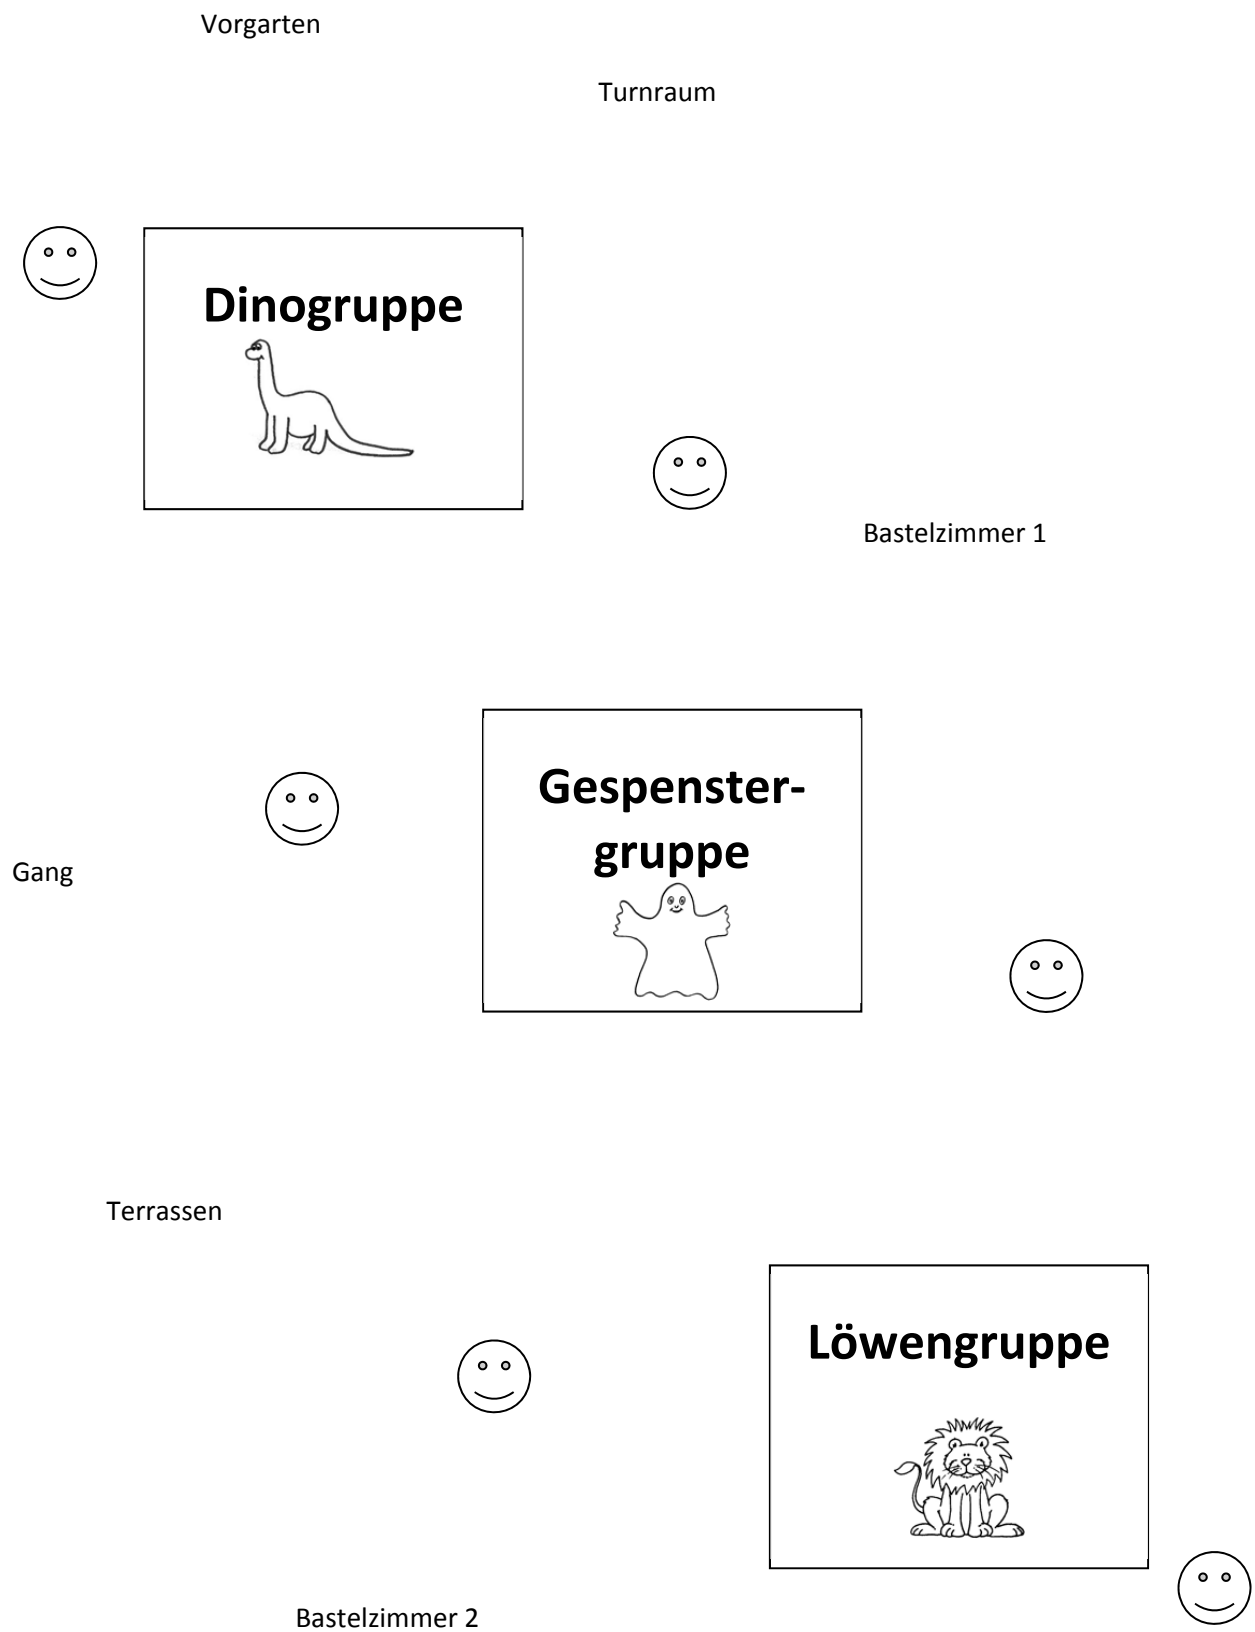 Vorgarten
Turnraum
Dinogruppe
Bastelzimmer 1
Gespenster-
gruppe
Gang
Terrassen
Löwengruppe
Bastelzimmer 2